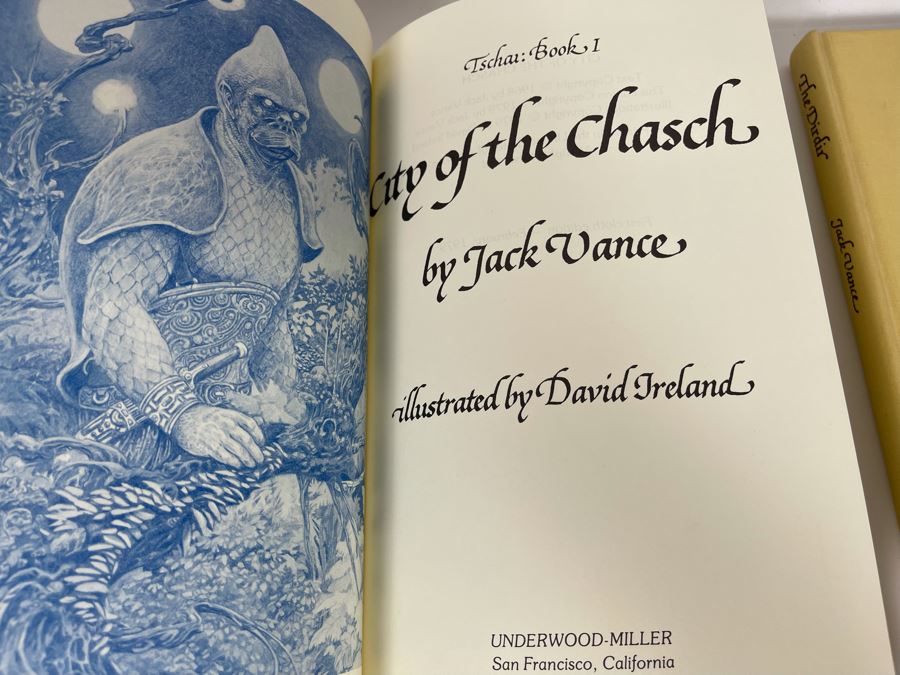 Tschai: Book I
City of the Chasch
by Jack Vance
illustrated by David Ireland
UNDERWOOD-MILLER
San Francisco, California
The Dirdir
Jack Vance